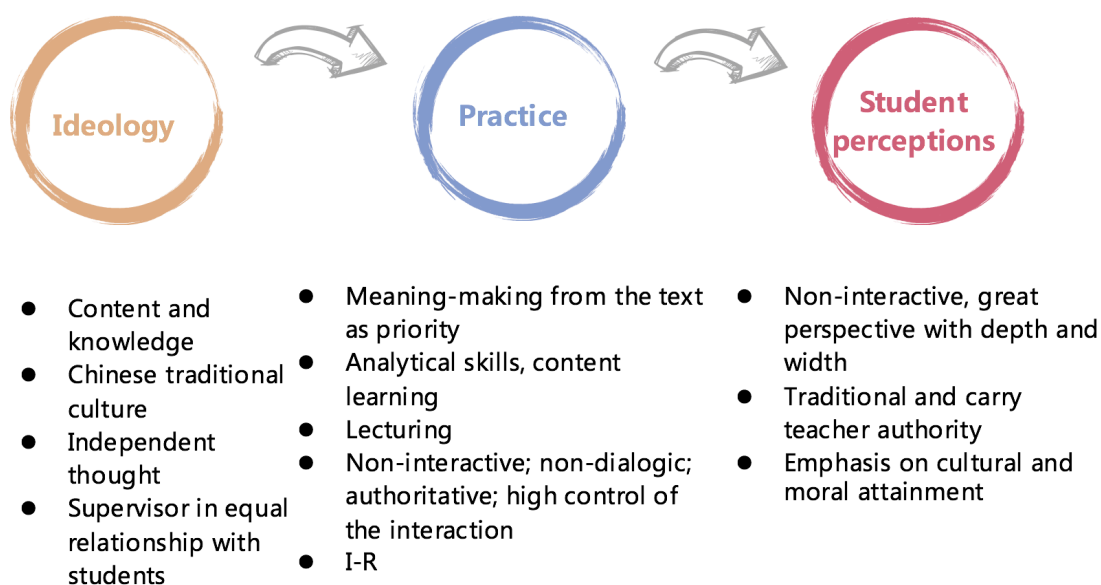 Ideology
Practice
Student
perceptions
● Content and
knowledge
● Chinese traditional
culture
● Independent
thought
● Supervisor in equal
relationship with
students
● Meaning-making from the text
as priority
● Analytical skills, content
learning
● Lecturing
● Non-interactive; non-dialogic;
authoritative; high control of
the interaction
● I-R
● Non-interactive, great
perspective with depth and
width
● Traditional and carry
teacher authority
● Emphasis on cultural and
moral attainment